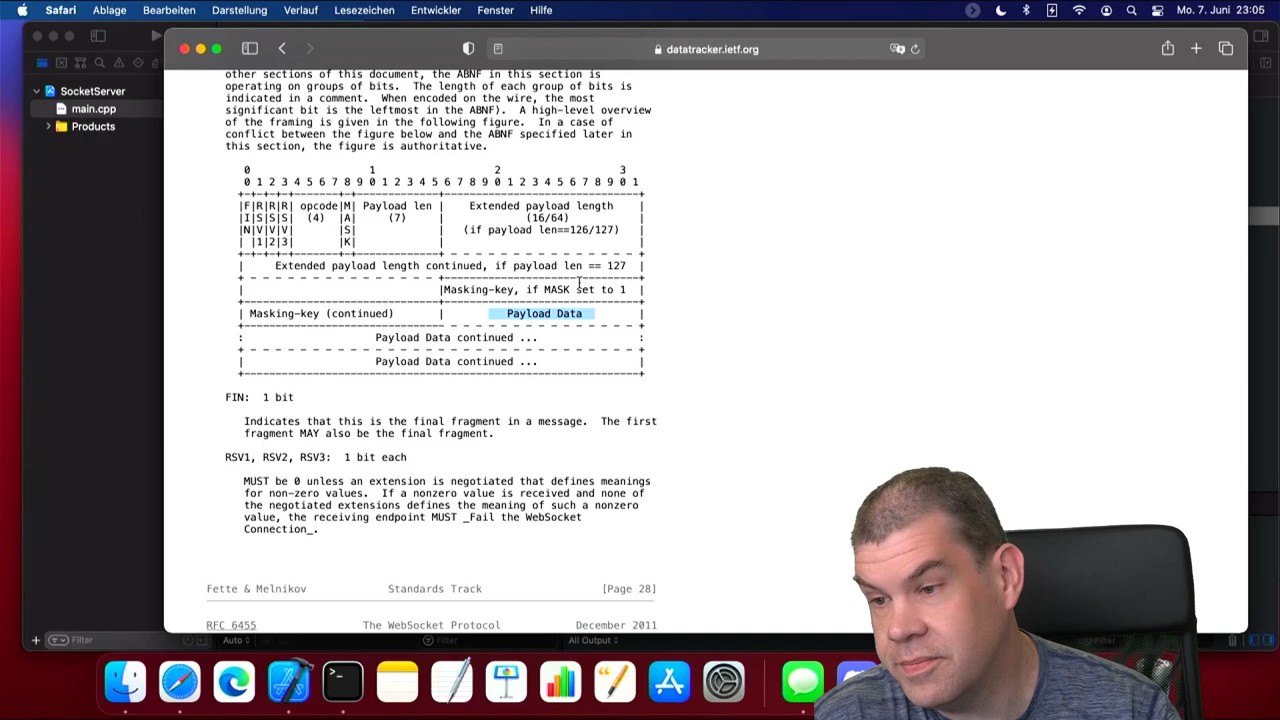 Safari Ablage Bearbeiten Darstellung Verlauf Lesezeichen Entwickler Fenster Hilfe Mo. 7. Juni 23:05
datatracker.ietf.org
SocketServer
main.cpp
Products
other sections of this document, the ABNF in this section is
operating on groups of bits. The length of each group of bits is
indicated in a comment. When encoded on the wire, the most
significant bit is the leftmost in the ABNF). A high-level overview
of the framing is given in the following figure. In a case of
conflict between the figure below and the ABNF specified later in
this section, the figure is authoritative.
0 1 2 3
0 1 2 3 4 5 6 7 8 9 0 1 2 3 4 5 6 7 8 9 0 1 2 3 4 5 6 7 8 9 0 1
+-+-+-+-+-------+-+-------------+-------------------------------+
|F|R|R|R| opcode|M| Payload len | Extended payload length |
|I|S|S|S| (4) |A| (7) | (16/64) |
|N|V|V|V| |S| | (if payload len==126/127) |
| |1|2|3| |K| | |
+-+-+-+-+-------+-+-------------+ - - - - - - - - - - - - - - - +
| Extended payload length continued, if payload len == 127 |
+ - - - - - - - - - - - - - - - +-------------------------------+
| |Masking-key, if MASK set to 1 |
+-------------------------------+-------------------------------+
| Masking-key (continued) | Payload Data |
+-------------------------------- - - - - - - - - - - - - - - - +
: Payload Data continued ... :
+ - - - - - - - - - - - - - - - - - - - - - - - - - - - - - - - +
| Payload Data continued ... |
+---------------------------------------------------------------+
FIN: 1 bit
Indicates that this is the final fragment in a message. The first
fragment MAY also be the final fragment.
RSV1, RSV2, RSV3: 1 bit each
MUST be 0 unless an extension is negotiated that defines meanings
for non-zero values. If a nonzero value is received and none of
the negotiated extensions defines the meaning of such a nonzero
value, the receiving endpoint MUST _Fail the WebSocket
Connection_.
Fette & Melnikov Standards Track [Page 28]
RFC 6455 The WebSocket Protocol December 2011
Filter Auto Filter All Output Filter